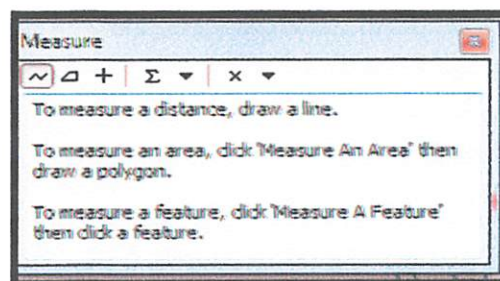 Measure
To measure a distance, draw a line.
To measure an area, click 'Measure An Area' then
draw a polygon.
To measure a feature, click 'Measure A Feature'
then click a feature.